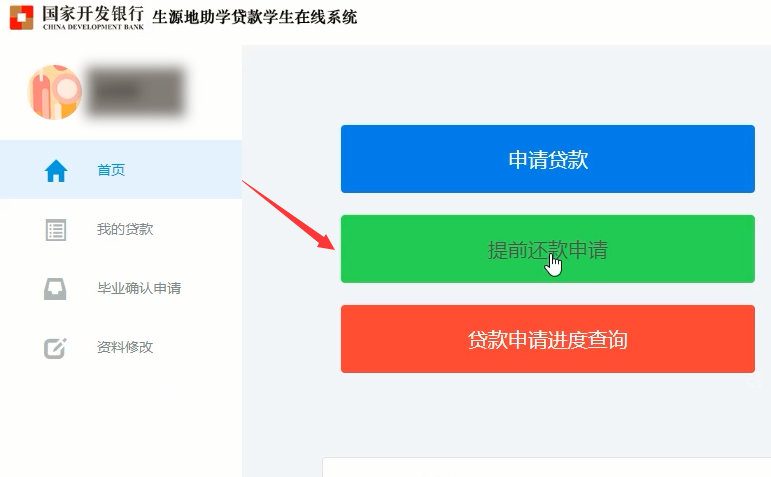 国家开发银行 生源地助学贷款学生在线系统
CHINA DEVELOPMENT BANK
首页
我的贷款
毕业确认申请
资料修改
申请贷款
提前还款申请
贷款申请进度查询